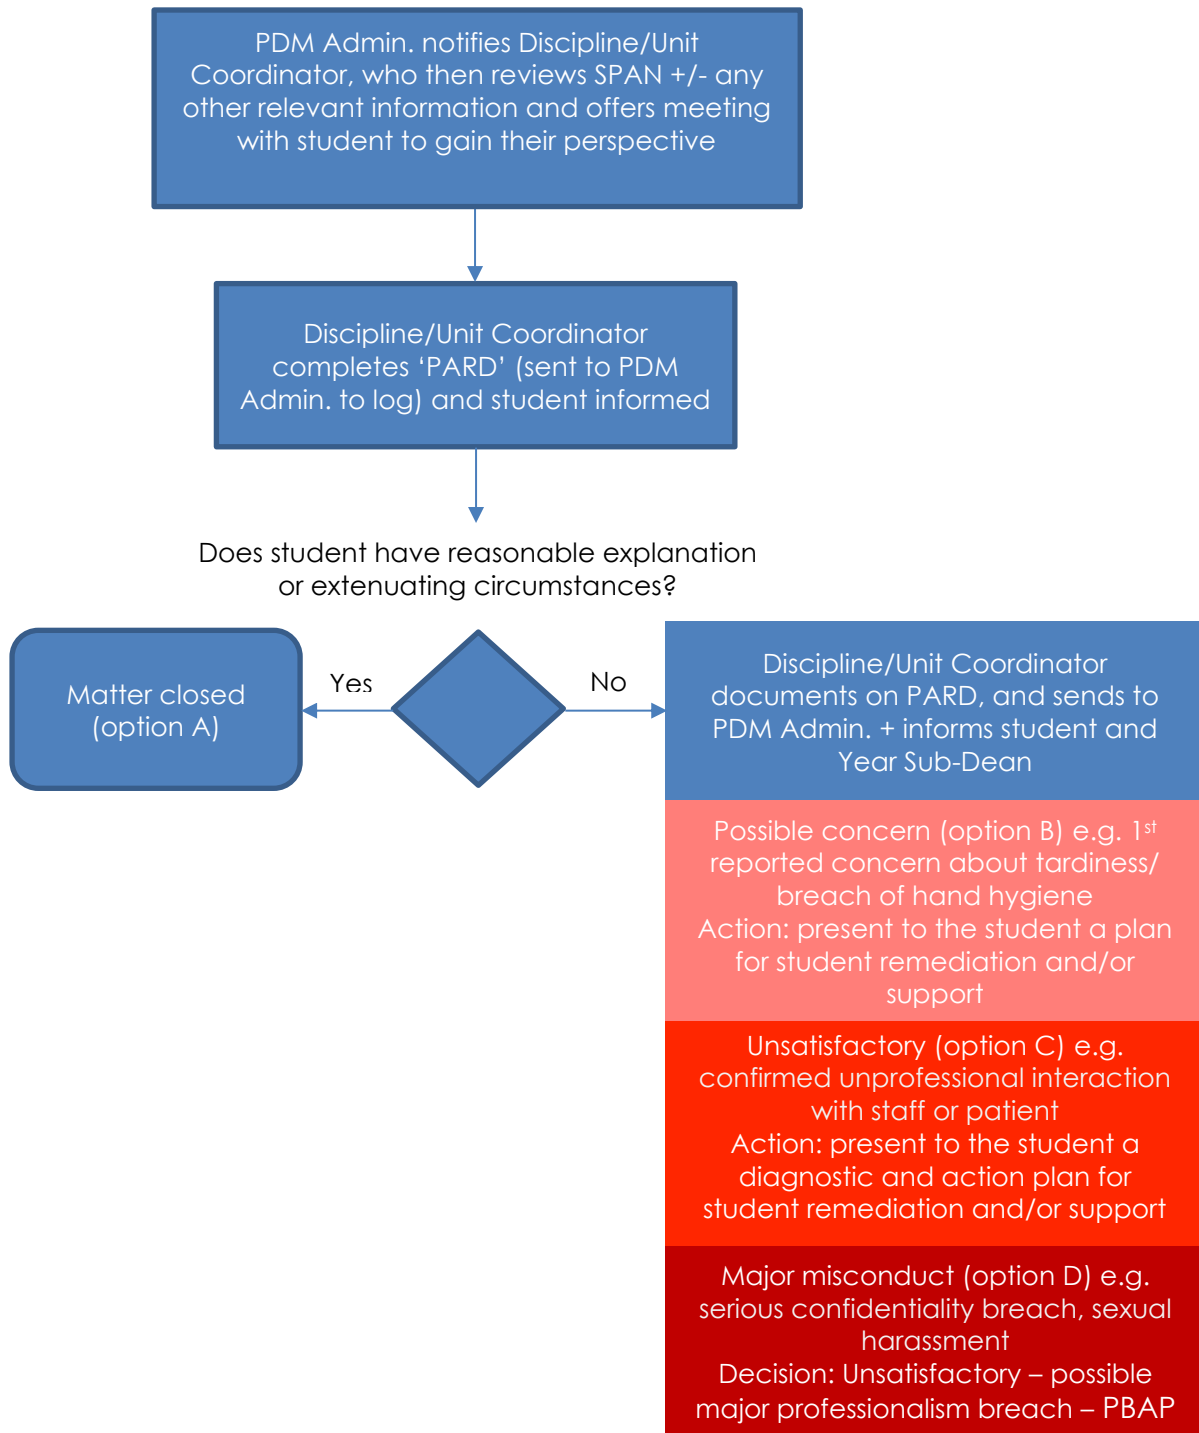 PDM Admin. notifies Discipline/Unit
Coordinator, who then reviews SPAN +/- any
other relevant information and offers meeting
with student to gain their perspective
Discipline/Unit Coordinator
completes ‘PARD’ (sent to PDM
Admin. to log) and student informed
Does student have reasonable explanation
or extenuating circumstances?
Matter closed
(option A)
Yes
No
Discipline/Unit Coordinator
documents on PARD, and sends to
PDM Admin. + informs student and
Year Sub-Dean
Possible concern (option B) e.g. 1st
reported concern about tardiness/
breach of hand hygiene
Action: present to the student a plan
for student remediation and/or
support
Unsatisfactory (option C) e.g.
confirmed unprofessional interaction
with staff or patient
Action: present to the student a
diagnostic and action plan for
student remediation and/or support
Major misconduct (option D) e.g.
serious confidentiality breach, sexual
harassment
Decision: Unsatisfactory – possible
major professionalism breach – PBAP